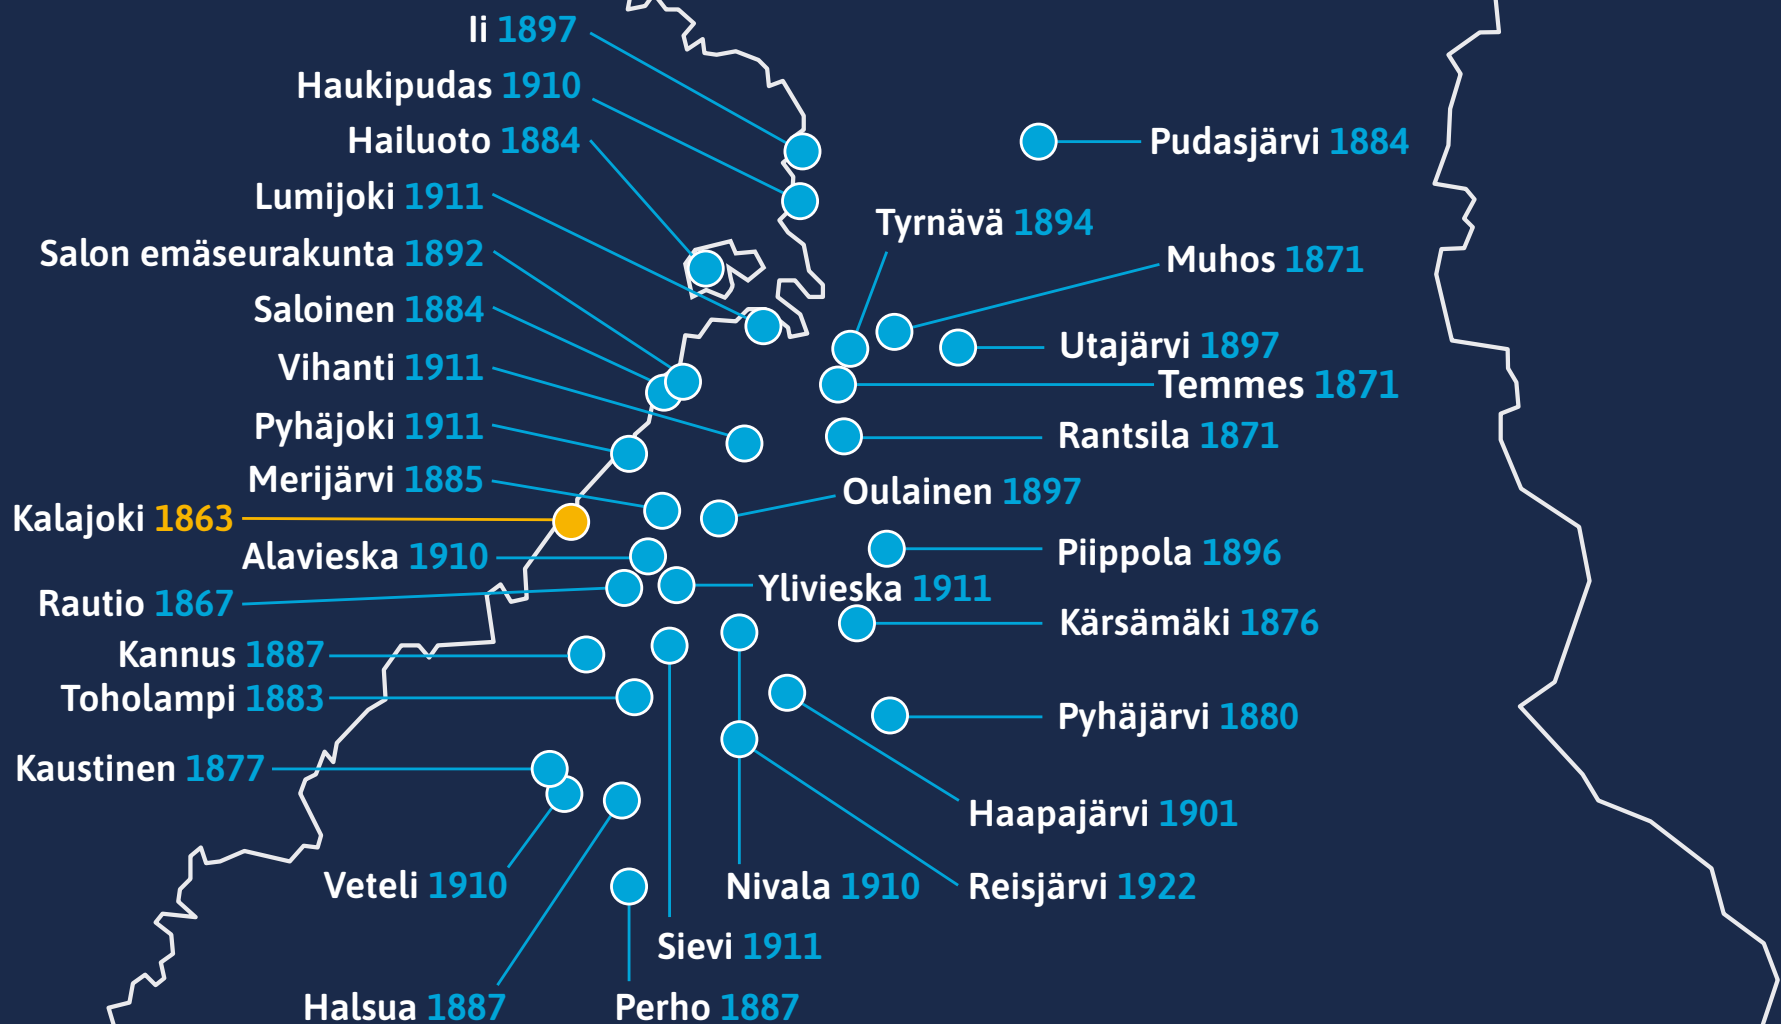 Ii 1897
Haukipudas 1910
Hailuoto 1884
Pudasjärvi 1884
Lumijoki 1911
Tyrnävä 1894
Salon emäseurakunta 1892
Muhos 1871
Saloinen 1884
Utajärvi 1897
Vihanti 1911
Temmes 1871
Pyhäjoki 1911
Rantsila 1871
Merijärvi 1885
Oulainen 1897
Kalajoki 1863
Alavieska 1910
Piippola 1896
Ylivieska 1911
Rautio 1867
Kärsämäki 1876
Kannus 1887
Toholampi 1883
Pyhäjärvi 1880
Kaustinen 1877
Haapajärvi 1901
Veteli 1910
Nivala 1910
Reisjärvi 1922
Sievi 1911
Halsua 1887
Perho 1887